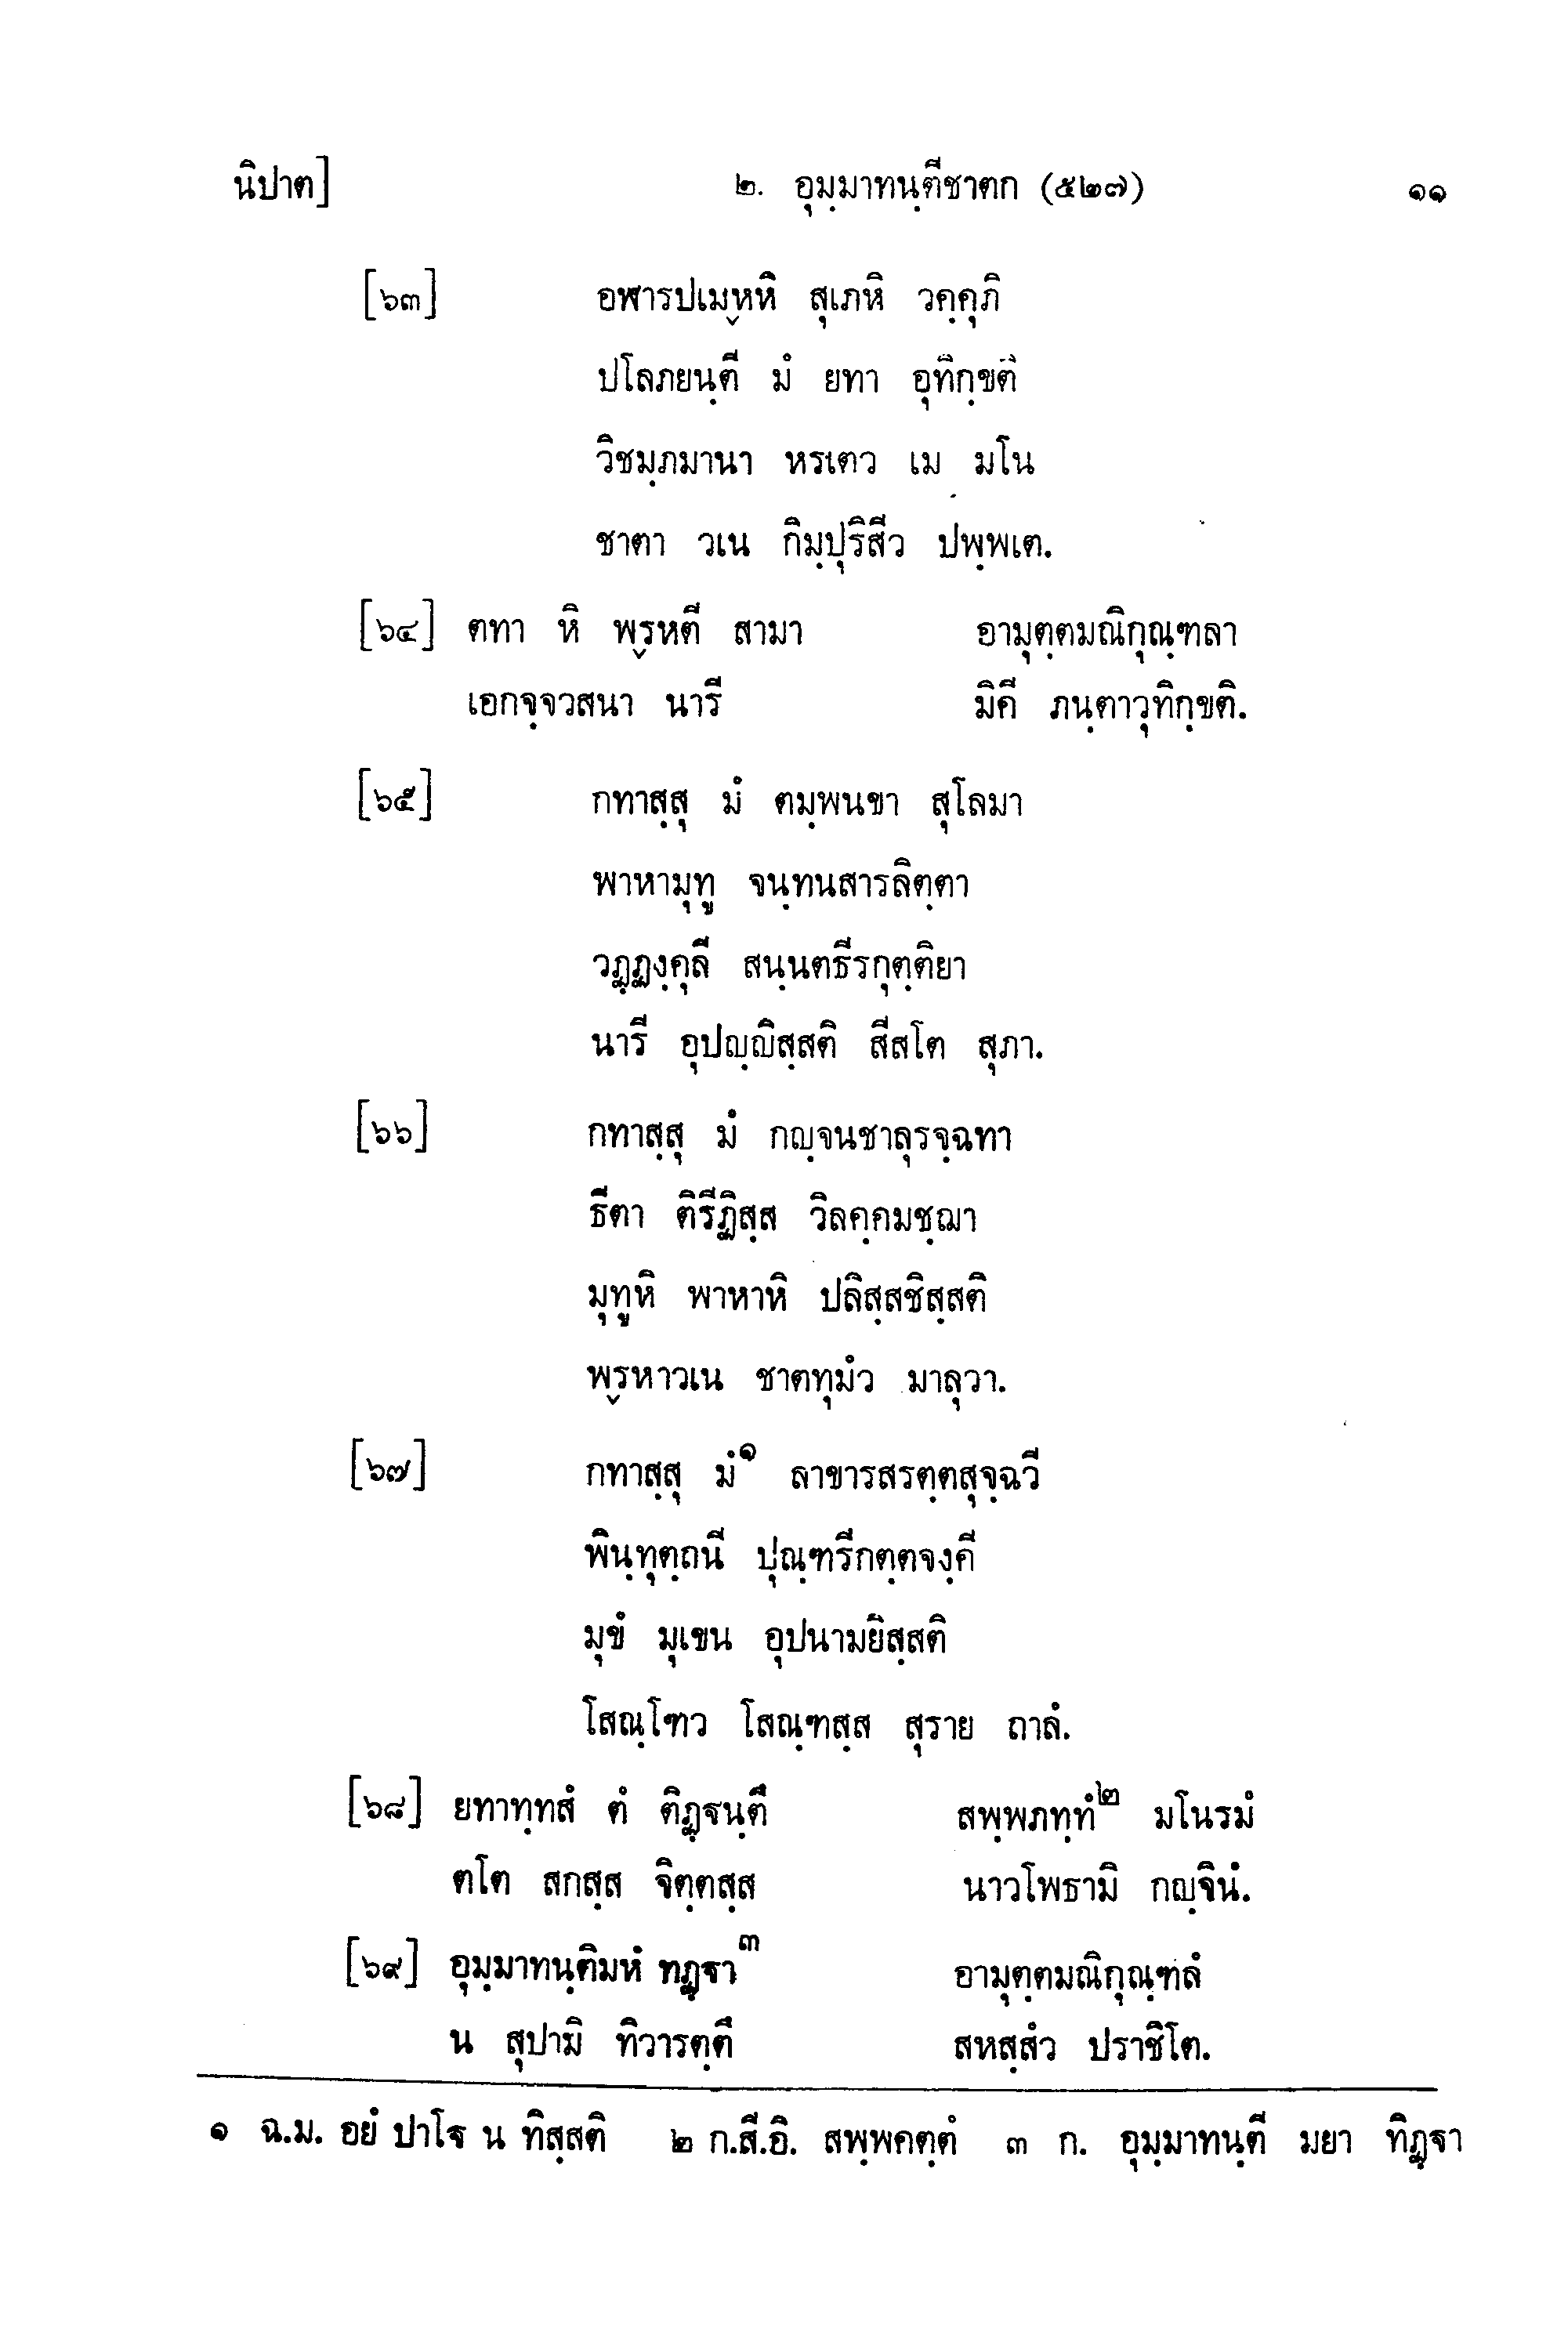 นิปาต] ๒. อุมฺมาทนฺตีชาตก (๕๒๗) ๑๑
[๖๓] อฬารปเมฺหหิ สุเภหิ วคฺคุภิ
ปโลภยนฺตี มํ ยทา อุทิกฺขติ
วิชมฺภมานา หรเตว เม มโน
ชาตา วเน กิมฺปุริสีว ปพฺพเต.
[๖๔] ตทา หิ พฺรหตี สามา อามุตฺตมณิกุณฺฑลา
เอกจฺจวสนา นารี มิคี ภนฺตาวุทิกฺขติ.
[๖๕] กทาสฺสุ มํ ตมฺพนขา สุโลมา
พาหามุทู จนฺทนสารลิตฺตา
วฏฺฏงฺคุลี สนฺนตธีรกุตฺติยา
นารี อุปญฺญิสฺสติ สีสโต สุภา.
[๖๖] กทาสฺสุ มํ กญฺจนชาลุรจฺฉทา
ธีตา ติรีฏิสฺส วิลคฺคมชฺฌา
มุทูหิ พาหาหิ ปลิสฺสชิสฺสติ
พฺรหาวเน ชาตทุมํว มาลุวา.
[๖๗] กทาสฺสุ มํ๑ ลาขารสรตฺตสุจฺฉวี
พินฺทุตฺถนี ปุณฺฑรีกตฺตจงฺคี
มุขํ มุเขน อุปนามยิสฺสติ
โสณฺโฑว โสณฺฑสฺส สุราย ถาลํ.
[๖๘] ยทาทฺทสํ ตํ ติฏฺฐนฺตึ สพฺพภทฺทํ๒ มโนรมํ
ตโต สกสฺส จิตฺตสฺส นาวโพธามิ กญฺจินํ.
[๖๙] อุมฺมาทนฺติมหํ ทฏฺฐา๓ อามุตฺตมณิกุณฺฑลํ
น สุปามิ ทิวารตฺตึ สหสฺสํว ปราชิโต.
๑ ฉ.ม. อยํ ปาโฐ น ทิสฺสติ ๒ ก.สี.อิ. สพฺพคตฺตํ ๓ ก. อุมฺมาทนฺตี มยา ทิฏฺฐา